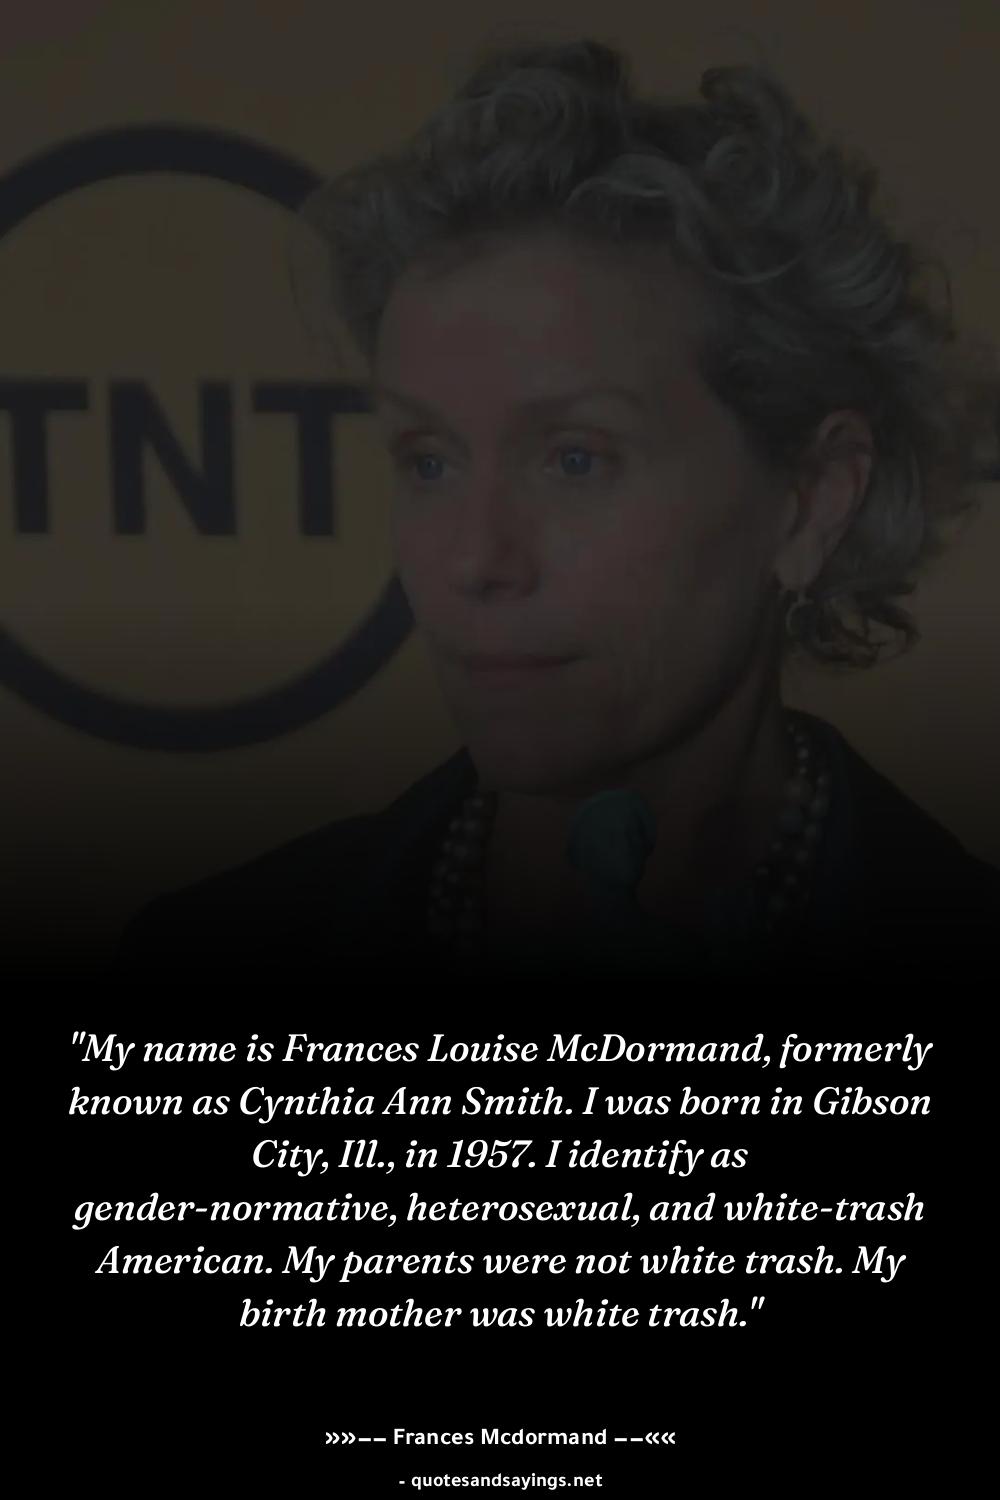 TNT
"My name is Frances Louise McDormand, formerly
known as Cynthia Ann Smith. I was born in Gibson
City, Ill., in 1957. I identify as
gender-normative, heterosexual, and white-trash
American. My parents were not white trash. My
birth mother was white trash."
»»–– Frances Mcdormand ––««
- quotesandsayings.net